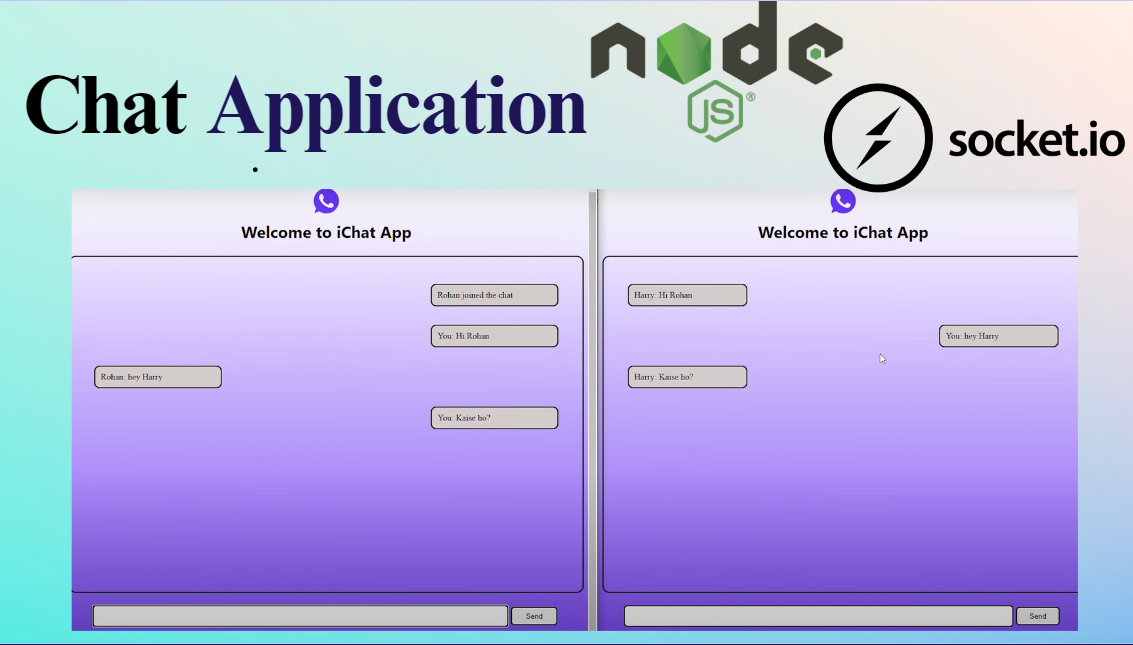 node
JS®
Chat Application
socket.io
Welcome to iChat App
Rohan joined the chat
You: Hi Rohan
Rohan: hey Harry
You: Kaise ho?
Send
Welcome to iChat App
Harry: Hi Rohan
You: hey Harry
Harry: Kaise ho?
Send